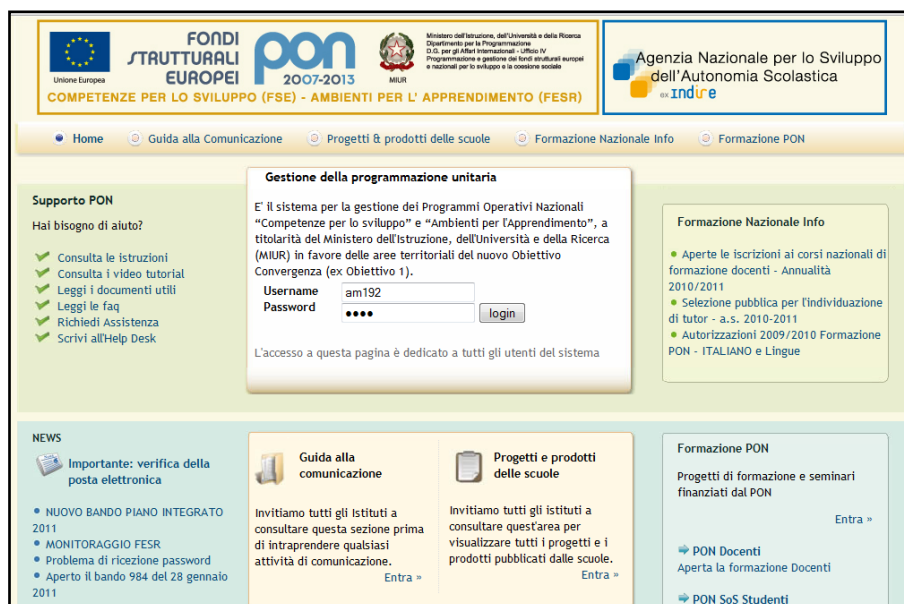 FONDI
STRUTTURALI
EUROPEI
pon
2007-2013
Unione Europea
MIUR
Ministero dell'Istruzione, dell'Università e della Ricerca
Dipartimento per la Programmazione
D.G. per gli Affari Internazionali - Ufficio IV
Programmazione e gestione dei fondi strutturali europei
e nazionali per lo sviluppo e la coesione sociale
COMPETENZE PER LO SVILUPPO (FSE) - AMBIENTI PER L' APPRENDIMENTO (FESR)
Agenzia Nazionale per lo Sviluppo
dell'Autonomia Scolastica
ex indire
Home
Guida alla Comunicazione
Progetti & prodotti delle scuole
Formazione Nazionale Info
Formazione PON
Supporto PON
Hai bisogno di aiuto?
Consulta le istruzioni
Consulta i video tutorial
Leggi i documenti utili
Leggi le faq
Richiedi Assistenza
Scrivi all'Help Desk
Gestione della programmazione unitaria
E' il sistema per la gestione dei Programmi Operativi Nazionali
“Competenze per lo sviluppo” e “Ambienti per l'Apprendimento”, a
titolarità del Ministero dell'Istruzione, dell'Università e della Ricerca
(MIUR) in favore delle aree territoriali del nuovo Obiettivo
Convergenza (ex Obiettivo 1).
Username am192
Password •••• login
L'accesso a questa pagina è dedicato a tutti gli utenti del sistema
Formazione Nazionale Info
• Aperte le iscrizioni ai corsi nazionali di
formazione docenti - Annualità
2010/2011
• Selezione pubblica per l'individuazione
di tutor - a.s. 2010-2011
• Autorizzazioni 2009/2010 Formazione
PON - ITALIANO e Lingue
NEWS
Importante: verifica della
posta elettronica
• NUOVO BANDO PIANO INTEGRATO
2011
• MONITORAGGIO FESR
• Problema di ricezione password
• Aperto il bando 984 del 28 gennaio
2011
Guida alla
comunicazione
Invitiamo tutti gli Istituti a
consultare questa sezione prima
di intraprendere qualsiasi
attività di comunicazione.
Entra »
Progetti e prodotti
delle scuole
Invitiamo tutti gli istituti a
consultare quest'area per
visualizzare tutti i progetti e i
prodotti pubblicati dalle scuole.
Entra »
Formazione PON
Progetti di formazione e seminari
finanziati dal PON
Entra »
PON Docenti
Aperta la formazione Docenti
PON SoS Studenti